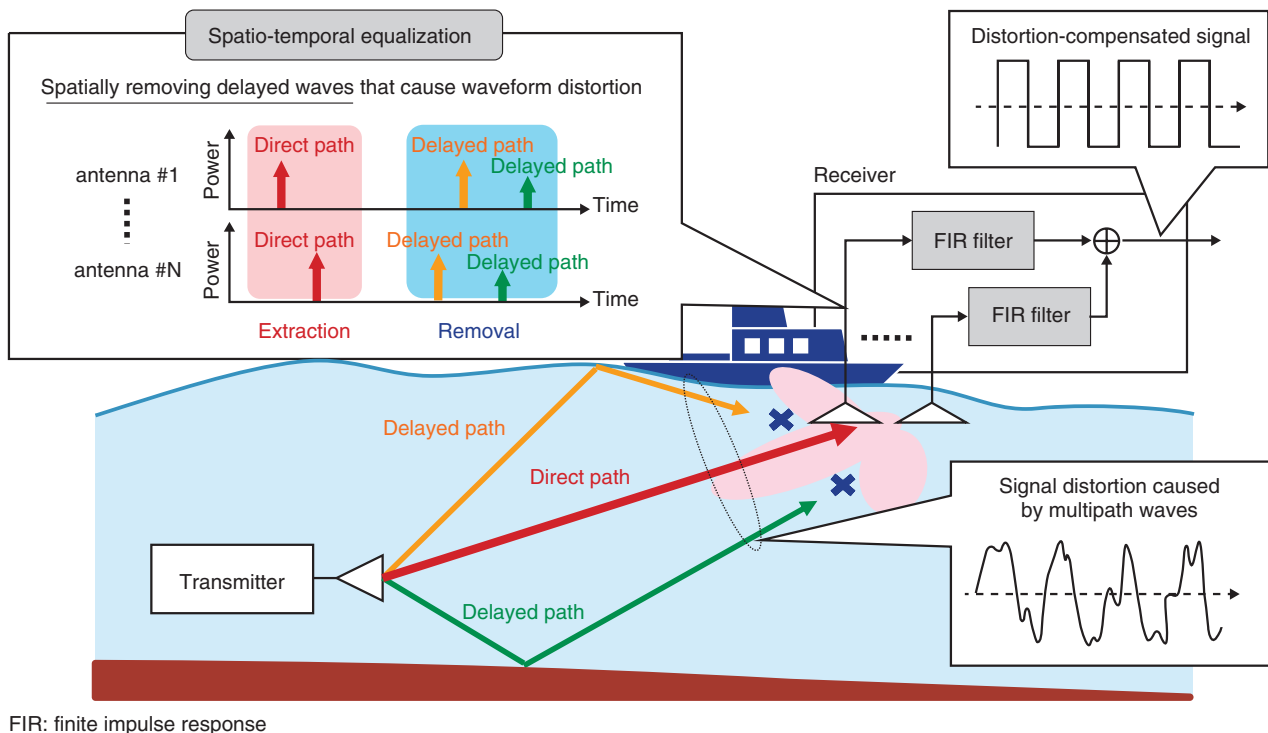 Spatio-temporal equalization
Spatially removing delayed waves that cause waveform distortion
antenna #1
Power
Direct path
Delayed path
Delayed path
Time
antenna #N
Power
Direct path
Delayed path
Delayed path
Time
Extraction
Removal
Distortion-compensated signal
Receiver
FIR filter
FIR filter
Delayed path
Direct path
Transmitter
Delayed path
Signal distortion caused
by multipath waves
FIR: finite impulse response